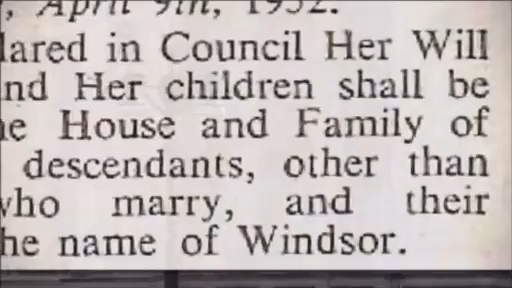 April 9th, 1952.
lared in Council Her Will
nd Her children shall be
e House and Family of
descendants, other than
who marry, and their
he name of Windsor.